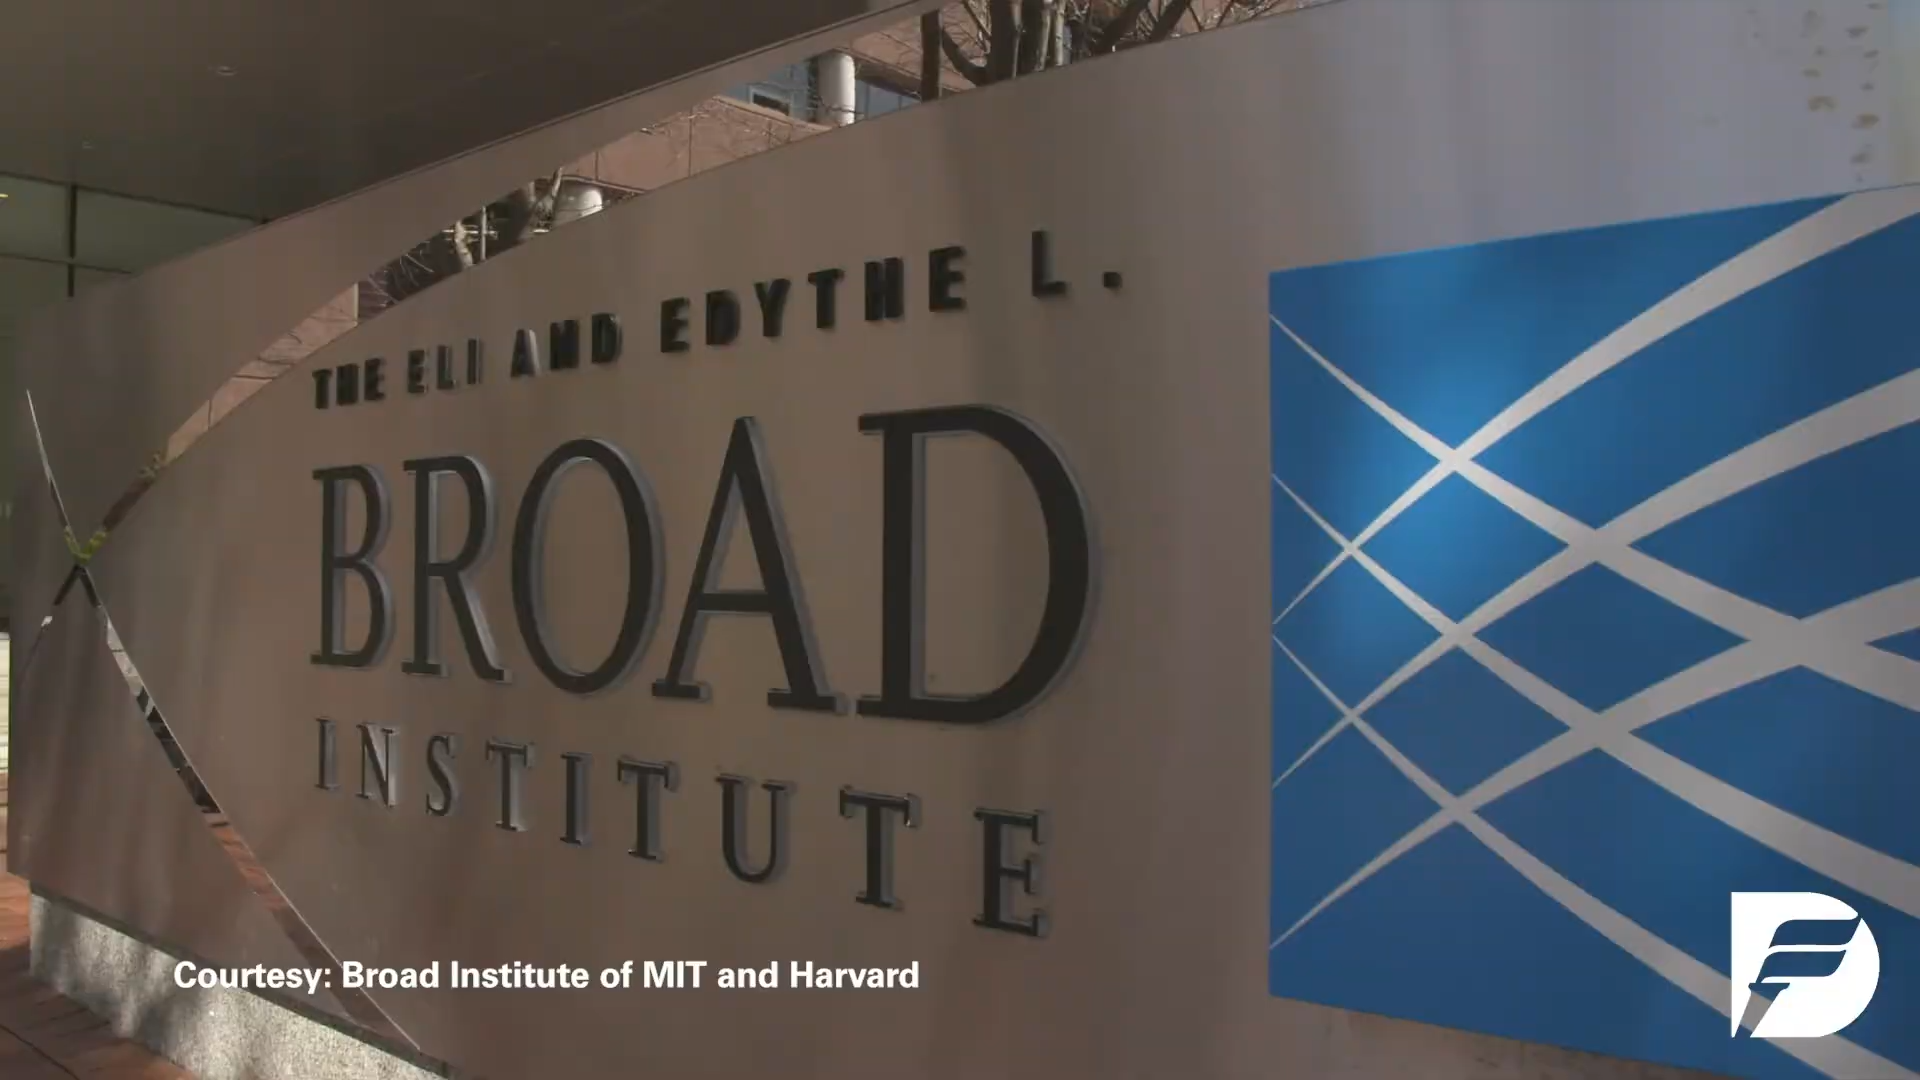 THE ELI AND EDYTHE L.
BROAD
INSTITUTE
Courtesy: Broad Institute of MIT and Harvard